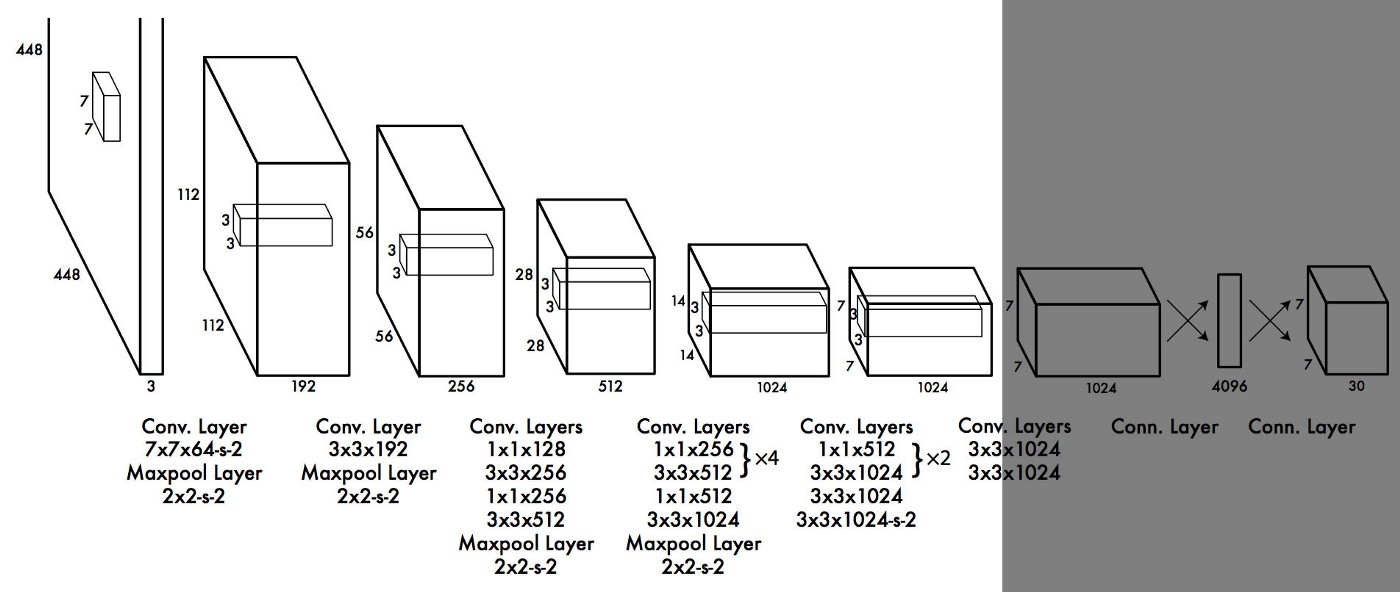 448
7
7
448
3
112
3
3
112
192
56
3
3
56
256
28
3
3
28
512
14
3
3
14
1024
7
3
3
7
1024
7
7
1024
4096
7
7
30
Conv. Layer
7x7x64-s-2
Maxpool Layer
2x2-s-2
Conv. Layer
3x3x192
Maxpool Layer
2x2-s-2
Conv. Layers
1x1x128
3x3x256
1x1x256
3x3x512
Maxpool Layer
2x2-s-2
Conv. Layers
1x1x256
3x3x512 } ×4
1x1x512
3x3x1024
Maxpool Layer
2x2-s-2
Conv. Layers
1x1x512
3x3x1024 } ×2
3x3x1024
3x3x1024-s-2
Conv. Layers
3x3x1024
3x3x1024
Conn. Layer
Conn. Layer